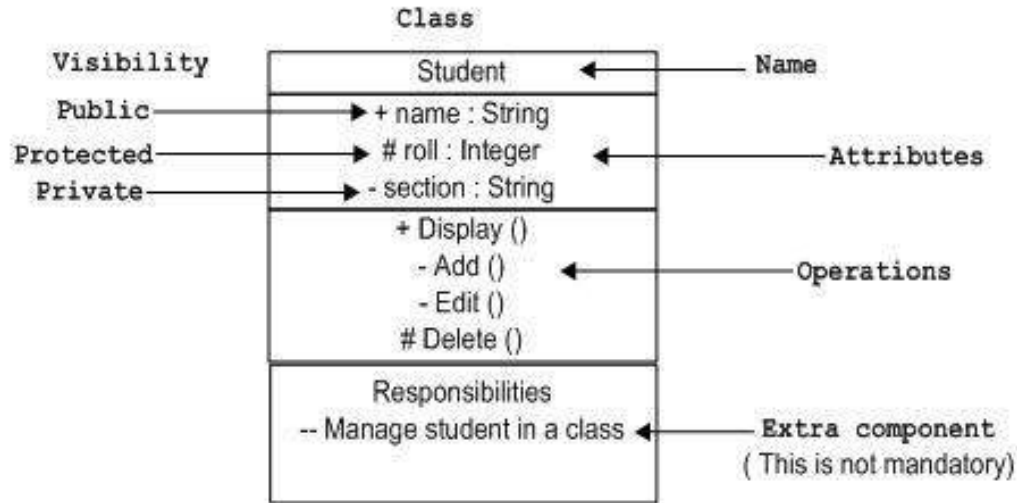 Class
Visibility
Student
Name
Public
+ name : String
Protected
# roll : Integer
Attributes
Private
- section : String
+ Display ()
- Add ()
Operations
- Edit ()
# Delete ()
Responsibilities
-- Manage student in a class
Extra component
( This is not mandatory)